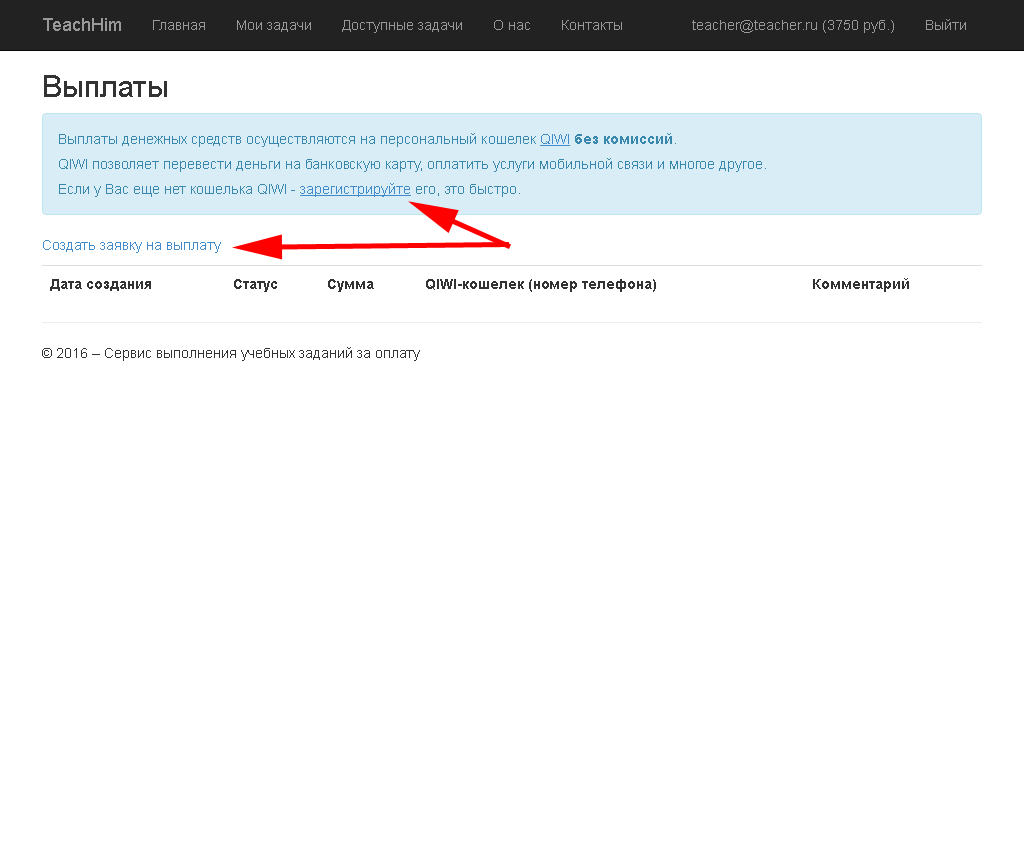 TeachHim Главная Мои задачи Доступные задачи О нас Контакты teacher@teacher.ru (3750 руб.) Выйти
Выплаты
Выплаты денежных средств осуществляются на персональный кошелек QIWI без комиссий.
QIWI позволяет перевести деньги на банковскую карту, оплатить услуги мобильной связи и многое другое.
Если у Вас еще нет кошелька QIWI - зарегистрируйте его, это быстро.
Создать заявку на выплату
Дата создания Статус Сумма QIWI-кошелек (номер телефона) Комментарий
© 2016 – Сервис выполнения учебных заданий за оплату